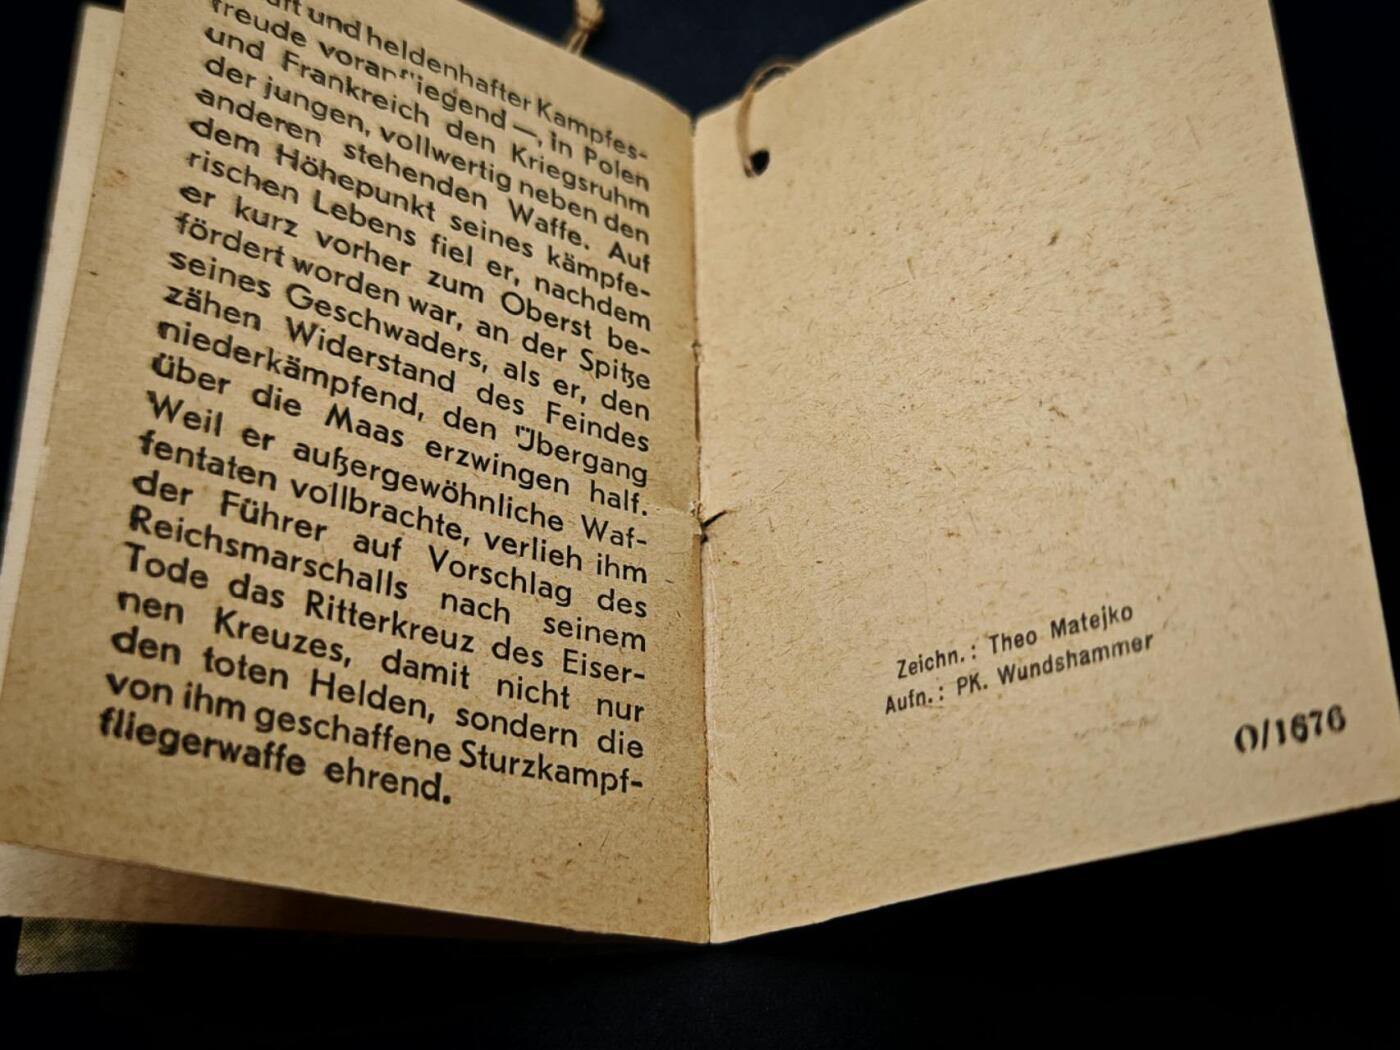 und heldenhafter Kampfes-
freude voranfliegend —, in Polen
und Frankreich den Kriegsruhm
der jungen, vollwertig neben den
anderen stehenden Waffe. Auf
dem Höhepunkt seines kämpfe-
rischen Lebens fiel er, nachdem
er kurz vorher zum Oberst be-
fördert worden war, an der Spitze
seines Geschwaders, als er, den
zähen Widerstand des Feindes
niederkämpfend, den Übergang
über die Maas erzwingen half.
Weil er außergewöhnliche Waf-
fentaten vollbrachte, verlieh ihm
der Führer auf Vorschlag des
Reichsmarschalls nach seinem
Tode das Ritterkreuz des Eiser-
nen Kreuzes, damit nicht nur
den toten Helden, sondern die
von ihm geschaffene Sturzkampf-
fliegerwaffe ehrend.
Zeichn.: Theo Matejko
Aufn.: PK. Wundshammer
O/1676